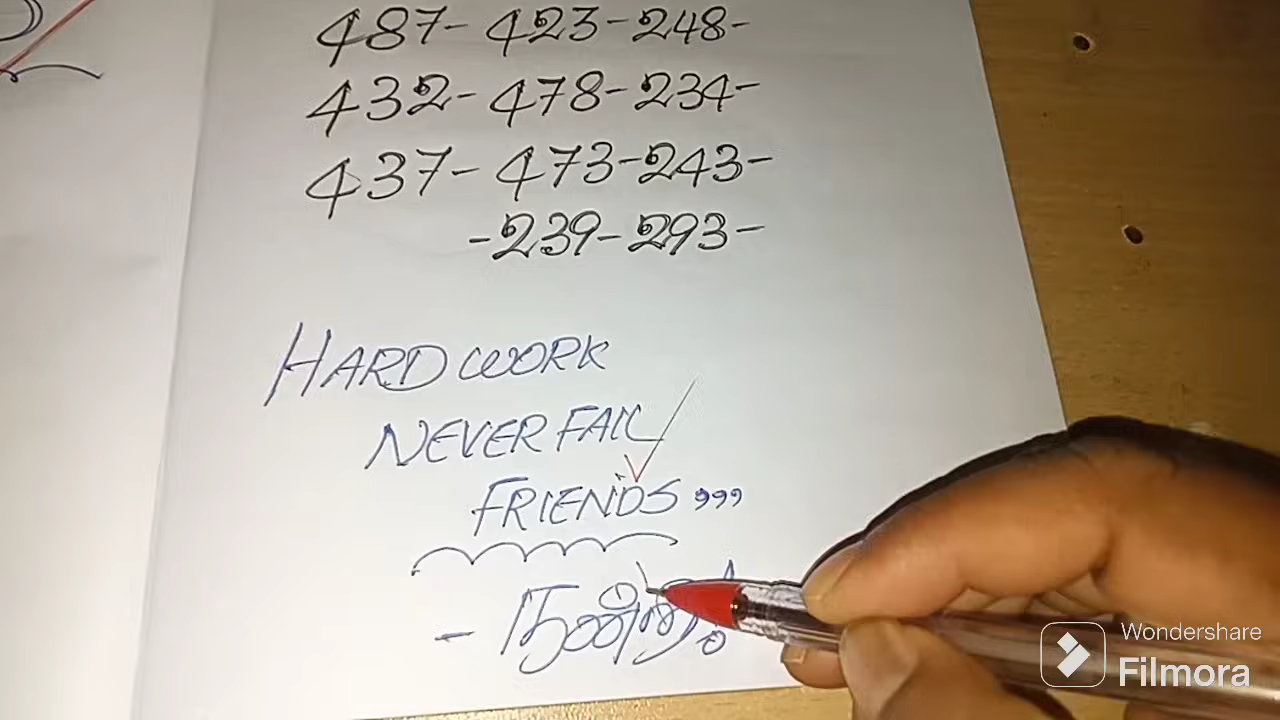 487- 423-248-
432- 478-234-
437- 473-243-
-239-293-
HARD WORK
NEVER FAIL
FRIENDS,,,
Wondershare
Filmora